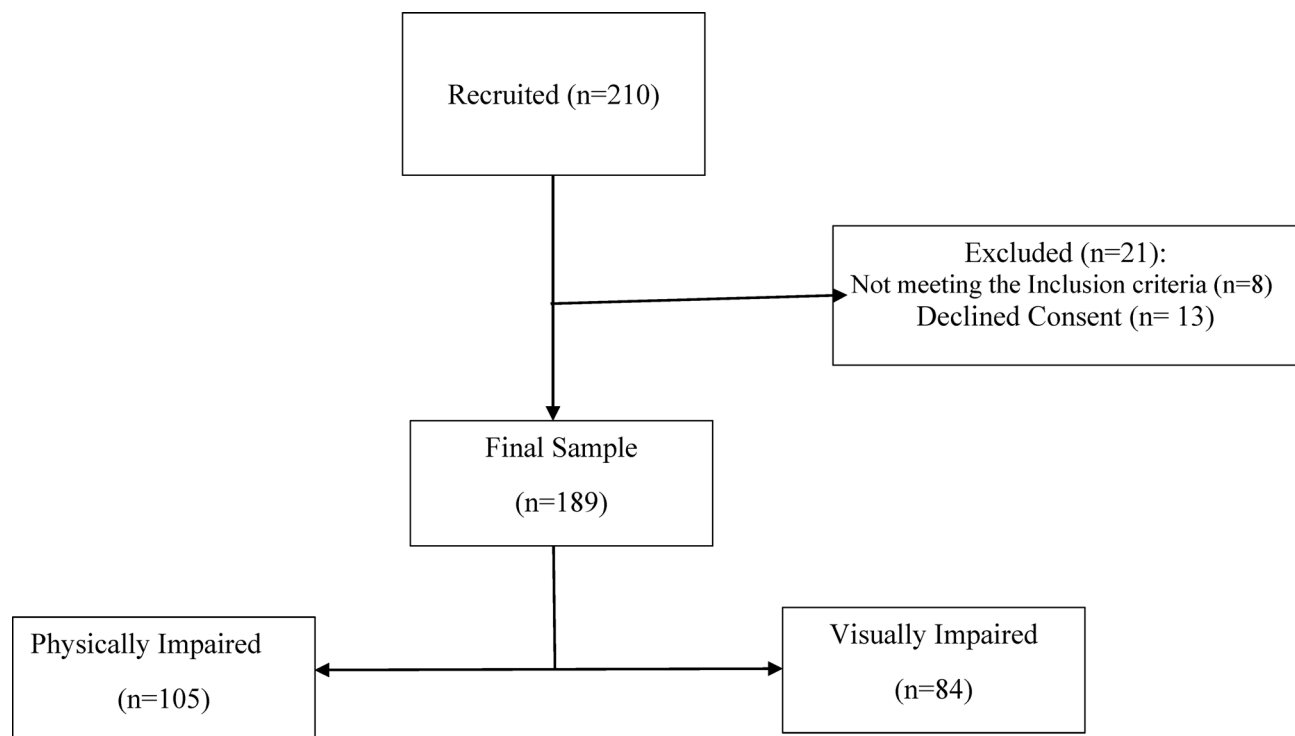 Recruited (n=210)
Excluded (n=21):
Not meeting the Inclusion criteria (n=8)
Declined Consent (n= 13)
Final Sample
(n=189)
Physically Impaired
(n=105)
Visually Impaired
(n=84)